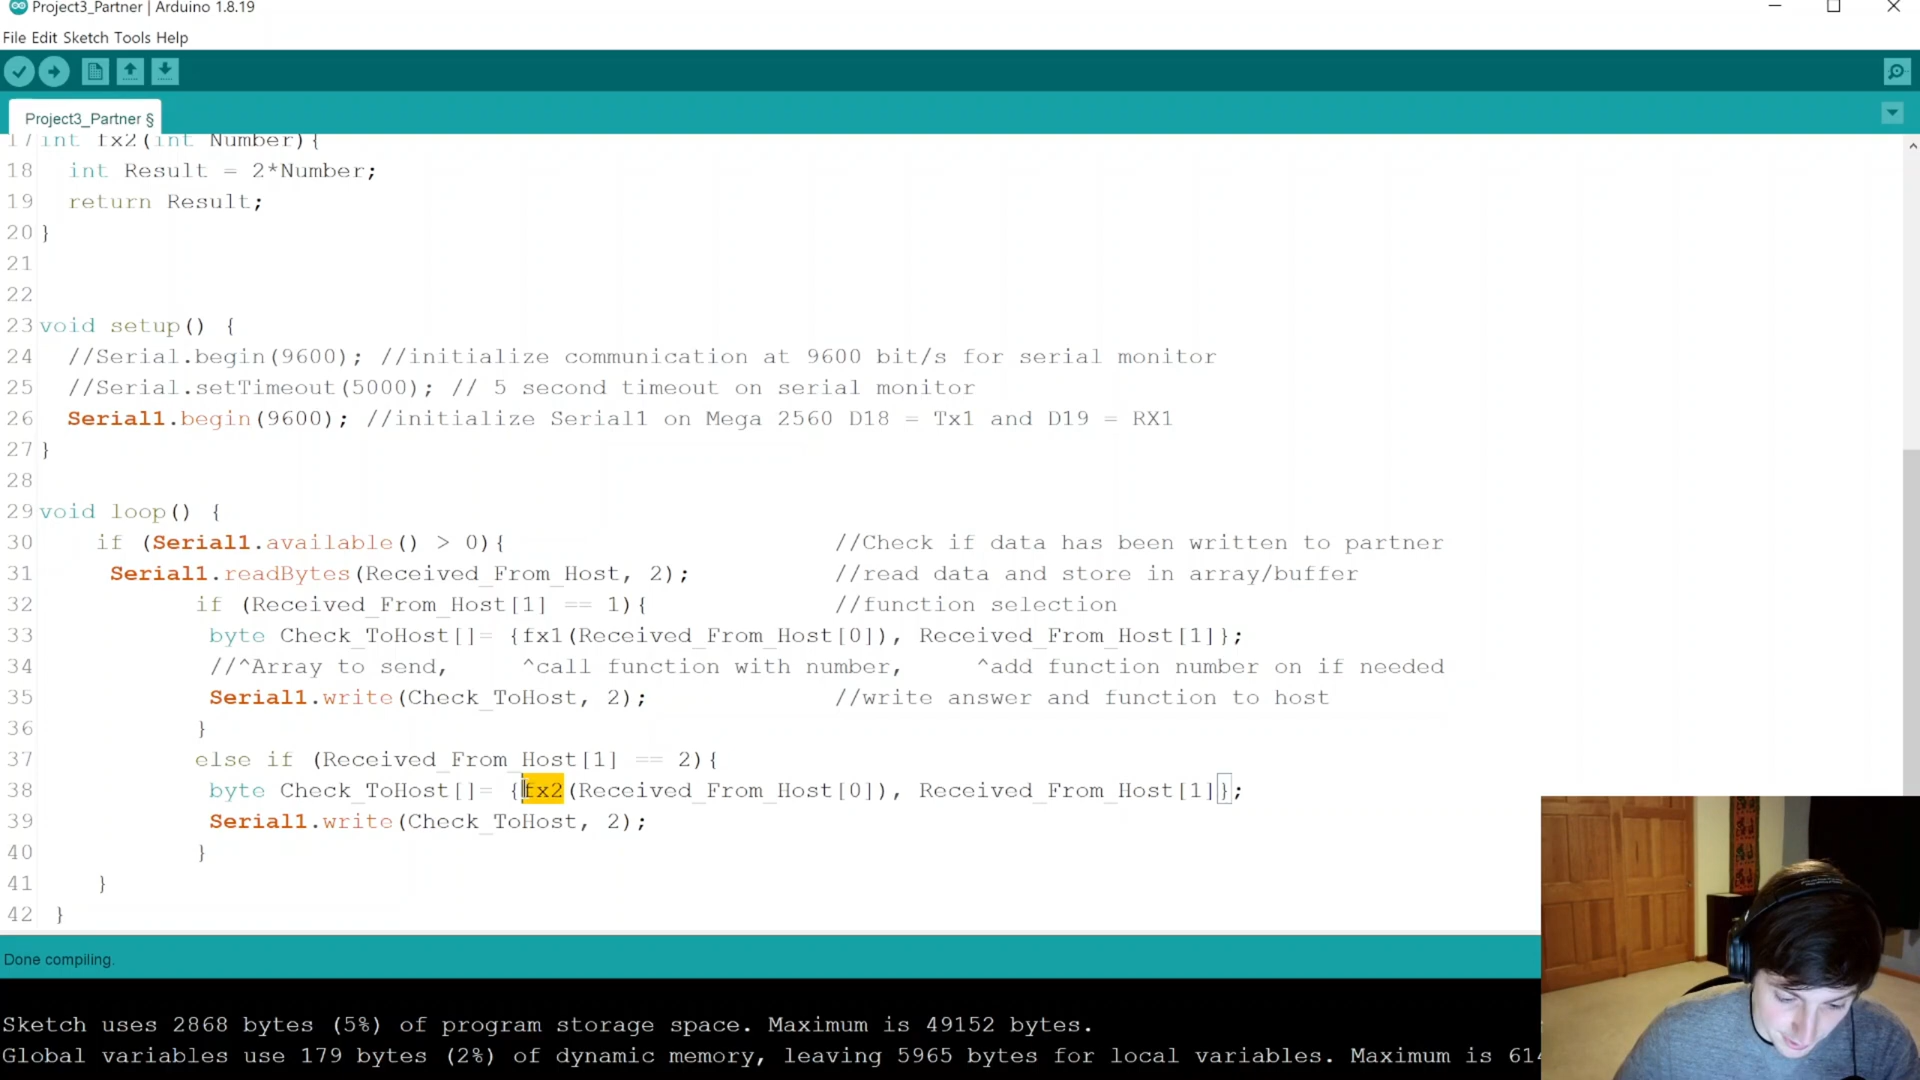 Project3_Partner | Arduino 1.8.19
File Edit Sketch Tools Help
Project3_Partner §
17 int fx2(int Number){
18 int Result = 2*Number;
19 return Result;
20 }
21
22
23 void setup() {
24 //Serial.begin(9600); //initialize communication at 9600 bit/s for serial monitor
25 //Serial.setTimeout(5000); // 5 second timeout on serial monitor
26 Serial1.begin(9600); //initialize Serial1 on Mega 2560 D18 = Tx1 and D19 = RX1
27 }
28
29 void loop() {
30 if (Serial1.available() > 0){ //Check if data has been written to partner
31 Serial1.readBytes(Received_From_Host, 2); //read data and store in array/buffer
32 if (Received_From_Host[1] == 1){ //function selection
33 byte Check_ToHost[]= {fx1(Received_From_Host[0]), Received_From_Host[1]};
34 //^Array to send, ^call function with number, ^add function number on if needed
35 Serial1.write(Check_ToHost, 2); //write answer and function to host
36 }
37 else if (Received_From_Host[1] == 2){
38 byte Check_ToHost[]= {fx2(Received_From_Host[0]), Received_From_Host[1]};
39 Serial1.write(Check_ToHost, 2);
40 }
41 }
42 }
Done compiling.
Sketch uses 2868 bytes (5%) of program storage space. Maximum is 49152 bytes.
Global variables use 179 bytes (2%) of dynamic memory, leaving 5965 bytes for local variables. Maximum is